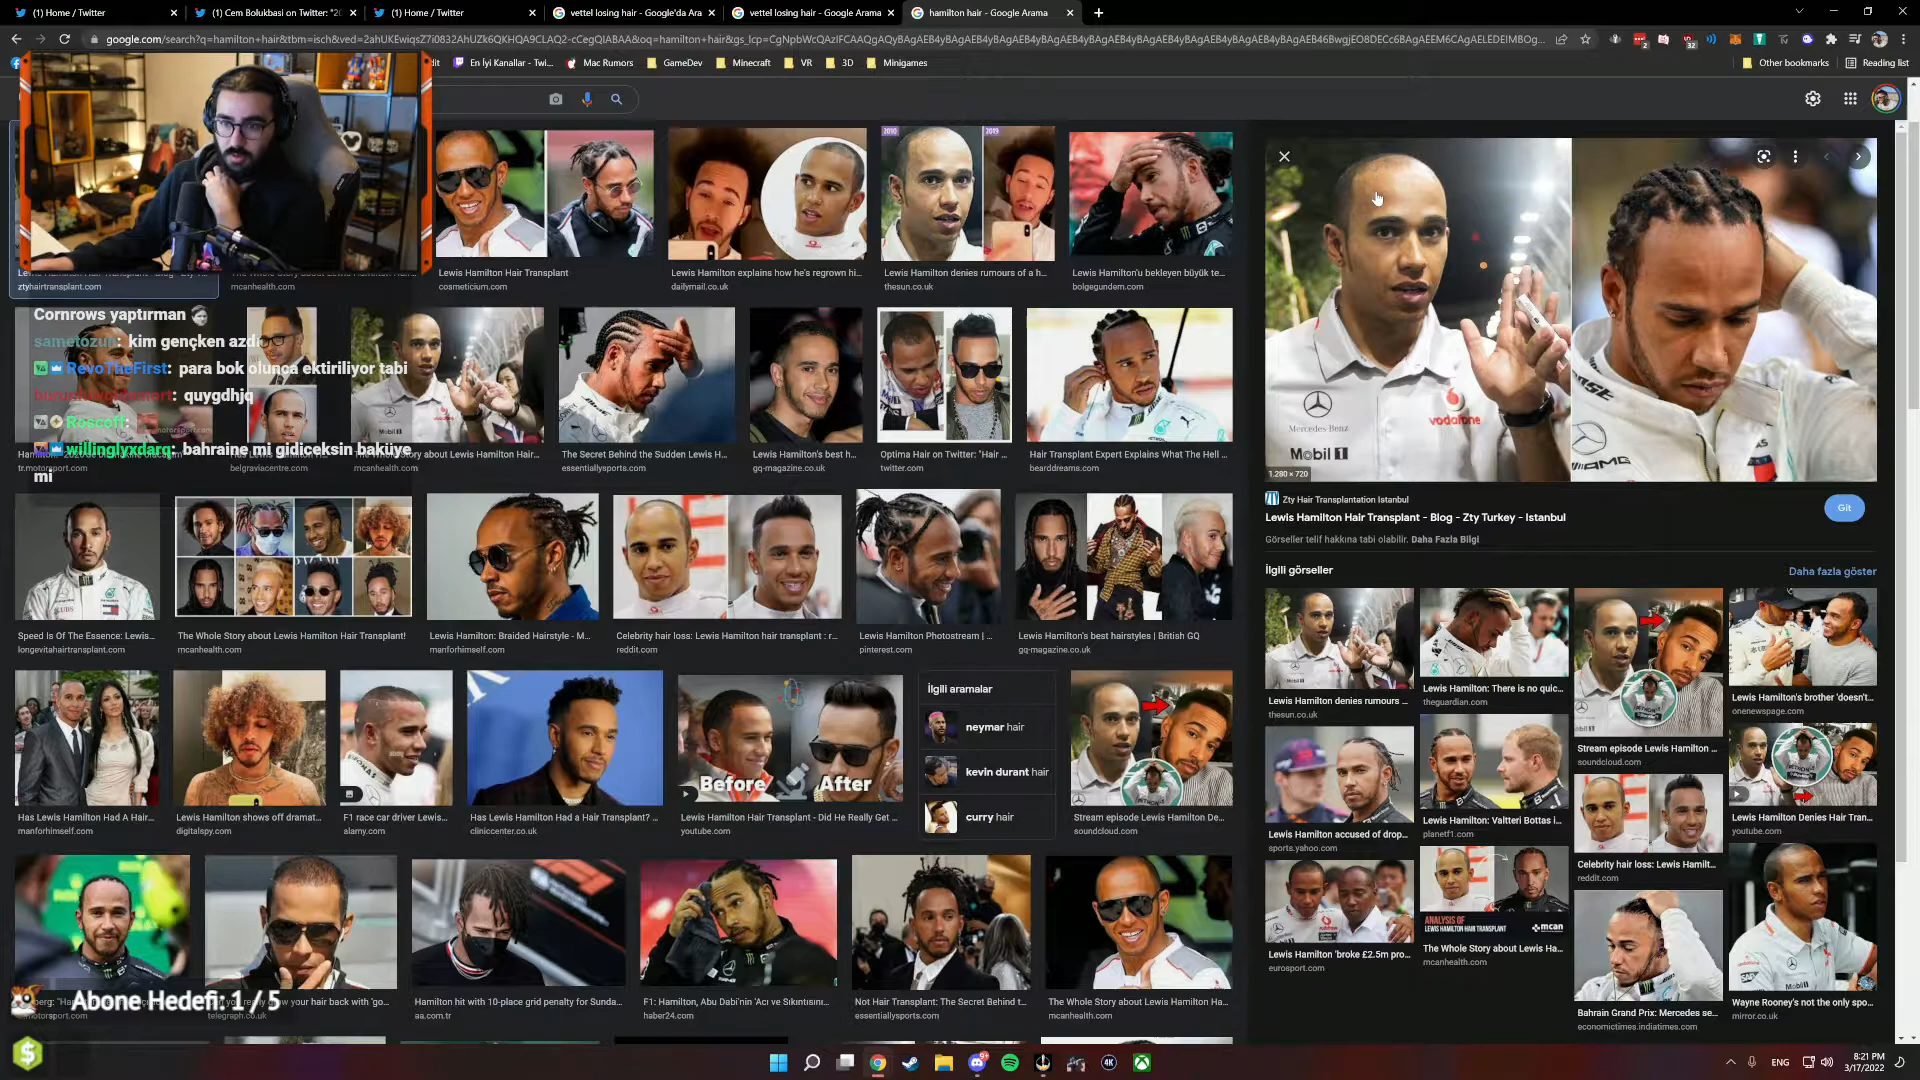 (1) Home / Twitter
(1) Cem Bolukbasi on Twitter: "2
(1) Home / Twitter
vettel losing hair - Google'da Ara
vettel losing hair - Google Arama
hamilton hair - Google Arama
En İyi Kanallar - Twi...
Mac Rumors
GameDev
Minecraft
VR
3D
Minigames
Other bookmarks
Reading list
ztyhairtransplant.com
mcanhealth.com
Lewis Hamilton Hair Transplant
cosmeticium.com
Lewis Hamilton explains how he's regrown hi...
dailymail.co.uk
2010
2019
Lewis Hamilton denies rumours of a h...
thesun.co.uk
Lewis Hamilton'u bekleyen büyük te...
bolgegundem.com
Cornrows yaptırman
sametozun: kim gençken azdı
RevoTheFirst: para bok olunca ektiriliyor tabi
quygdhjq
Roscoff:
willinglyxdarq: bahraine mi gidiceksin baküye
mi
tr.motorsport.com
belgraviacentre.com
mcanhealth.com
The Secret Behind the Sudden Lewis H...
essentiallysports.com
Lewis Hamilton's best h...
gq-magazine.co.uk
Optima Hair on Twitter: "Hair ...
twitter.com
Hair Transplant Expert Explains What The Hell ...
bearddreams.com
Mercedes-Benz
Mobil 1
vodafone
1.280 × 720
Zty Hair Transplantation Istanbul
Lewis Hamilton Hair Transplant - Blog - Zty Turkey - Istanbul
Görseller telif hakkına tabi olabilir. Daha Fazla Bilgi
Git
İlgili görseller
Daha fazla göster
Speed Is Of The Essence: Lewis...
longevitahairtransplant.com
The Whole Story about Lewis Hamilton Hair Transplant!
mcanhealth.com
Lewis Hamilton: Braided Hairstyle - M...
manforhimself.com
Celebrity hair loss: Lewis Hamilton hair transplant : r...
reddit.com
Lewis Hamilton Photostream | ...
pinterest.com
Lewis Hamilton's best hairstyles | British GQ
gq-magazine.co.uk
Has Lewis Hamilton Had A Hair...
manforhimself.com
Lewis Hamilton shows off dramat...
digitalspy.com
F1 race car driver Lewis...
alamy.com
Has Lewis Hamilton Had a Hair Transplant? ...
cliniccenter.co.uk
Before
After
Lewis Hamilton Hair Transplant - Did He Really Get ...
youtube.com
İlgili aramalar
neymar hair
kevin durant hair
curry hair
Stream episode Lewis Hamilton De...
soundcloud.com
Lewis Hamilton denies rumours ...
thesun.co.uk
Lewis Hamilton: There is no quic...
theguardian.com
Stream episode Lewis Hamilton ...
soundcloud.com
Lewis Hamilton's brother 'doesn't...
onenewspage.com
Lewis Hamilton accused of drop...
sports.yahoo.com
Lewis Hamilton: Valtteri Bottas i...
planetf1.com
Celebrity hair loss: Lewis Hamilt...
reddit.com
Lewis Hamilton Denies Hair Tran...
youtube.com
Lewis Hamilton 'broke £2.5m pro...
eurosport.com
ANALYSIS OF
LEWIS HAMILTON HAIR TRANSPLANT
mcan
The Whole Story about Lewis Ha...
mcanhealth.com
Bahrain Grand Prix: Mercedes se...
economictimes.indiatimes.com
Wayne Rooney's not the only spo...
mirror.co.uk
Abone Hedefi: 1 / 5
telegraph.co.uk
Hamilton hit with 10-place grid penalty for Sunda...
aa.com.tr
F1: Hamilton, Abu Dabi'nin 'Acı ve Sıkıntısını...
haber24.com
Not Hair Transplant: The Secret Behind t...
essentiallysports.com
The Whole Story about Lewis Hamilton Ha...
mcanhealth.com
ENG
8:21 PM
3/17/2022